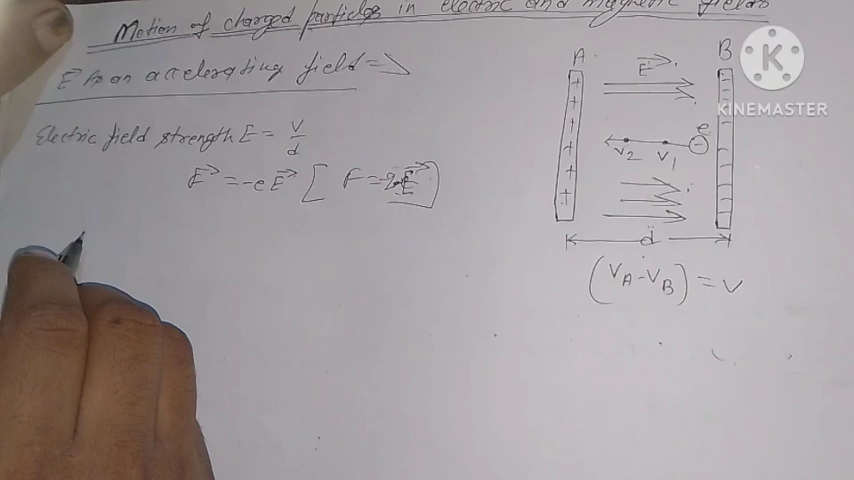 Motion of charged particles in electric and magnetic fields
E⃗ As an accelerating field =>
Electric field strength E = V/d
F⃗ = -e E⃗ [ F = qE⃗ ]
A
B
E⃗
+
+
+
+
+
+
e
-
v2
v1
d
(VA - VB) = V
K
KINEMASTER